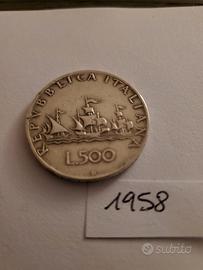 REPVBBLICA ITALIANA
L.500
1958
subito